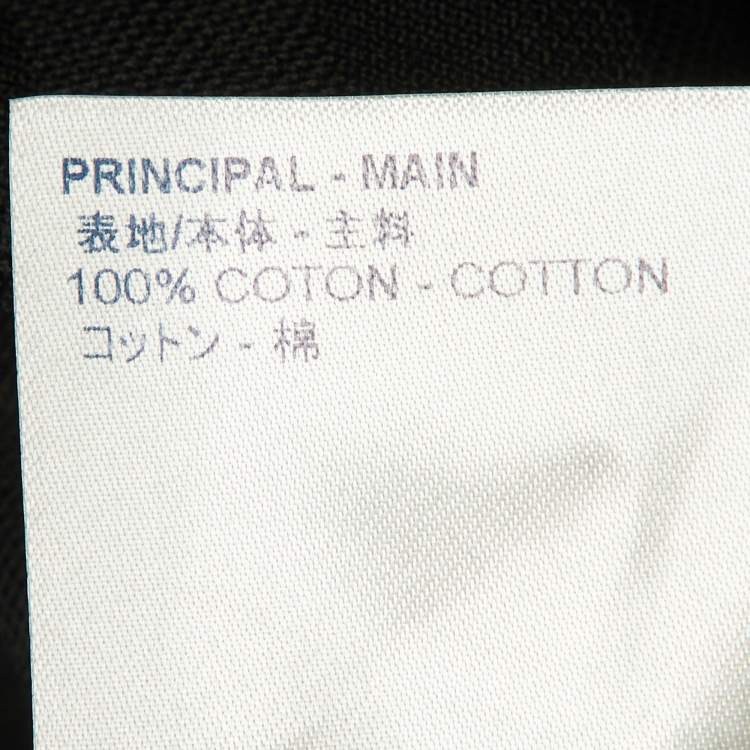 PRINCIPAL - MAIN
表地/本体 - 主料
100% COTON - COTTON
コットン - 棉